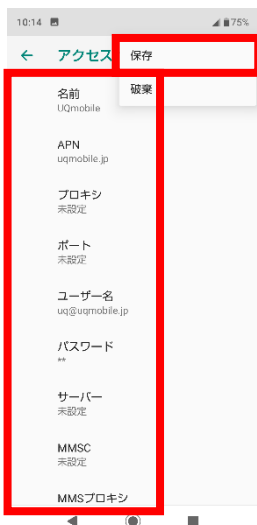 10:14 75%
アクセス 保存
破棄
名前
UQmobile
APN
uqmobile.jp
プロキシ
未設定
ポート
未設定
ユーザー名
uq@uqmobile.jp
パスワード
**
サーバー
未設定
MMSC
未設定
MMSプロキシ